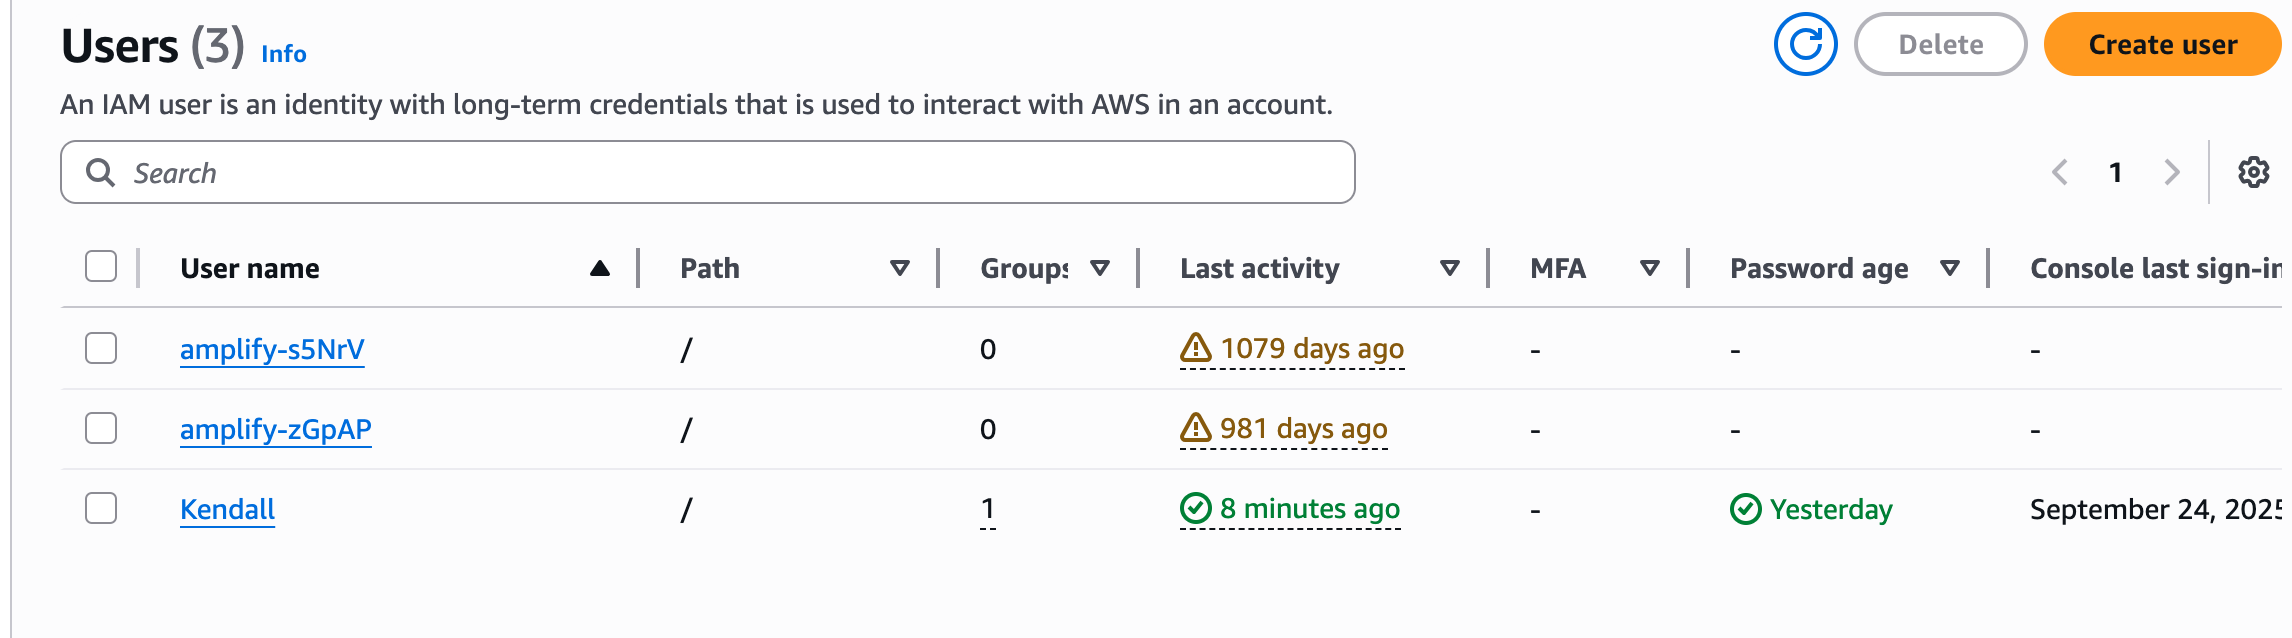 Users (3) Info
Delete
Create user
An IAM user is an identity with long-term credentials that is used to interact with AWS in an account.
Search
1
User name Path Groups Last activity MFA Password age Console last sign-in
amplify-s5NrV / 0 1079 days ago - - -
amplify-zGpAP / 0 981 days ago - - -
Kendall / 1 8 minutes ago - Yesterday September 24, 2025